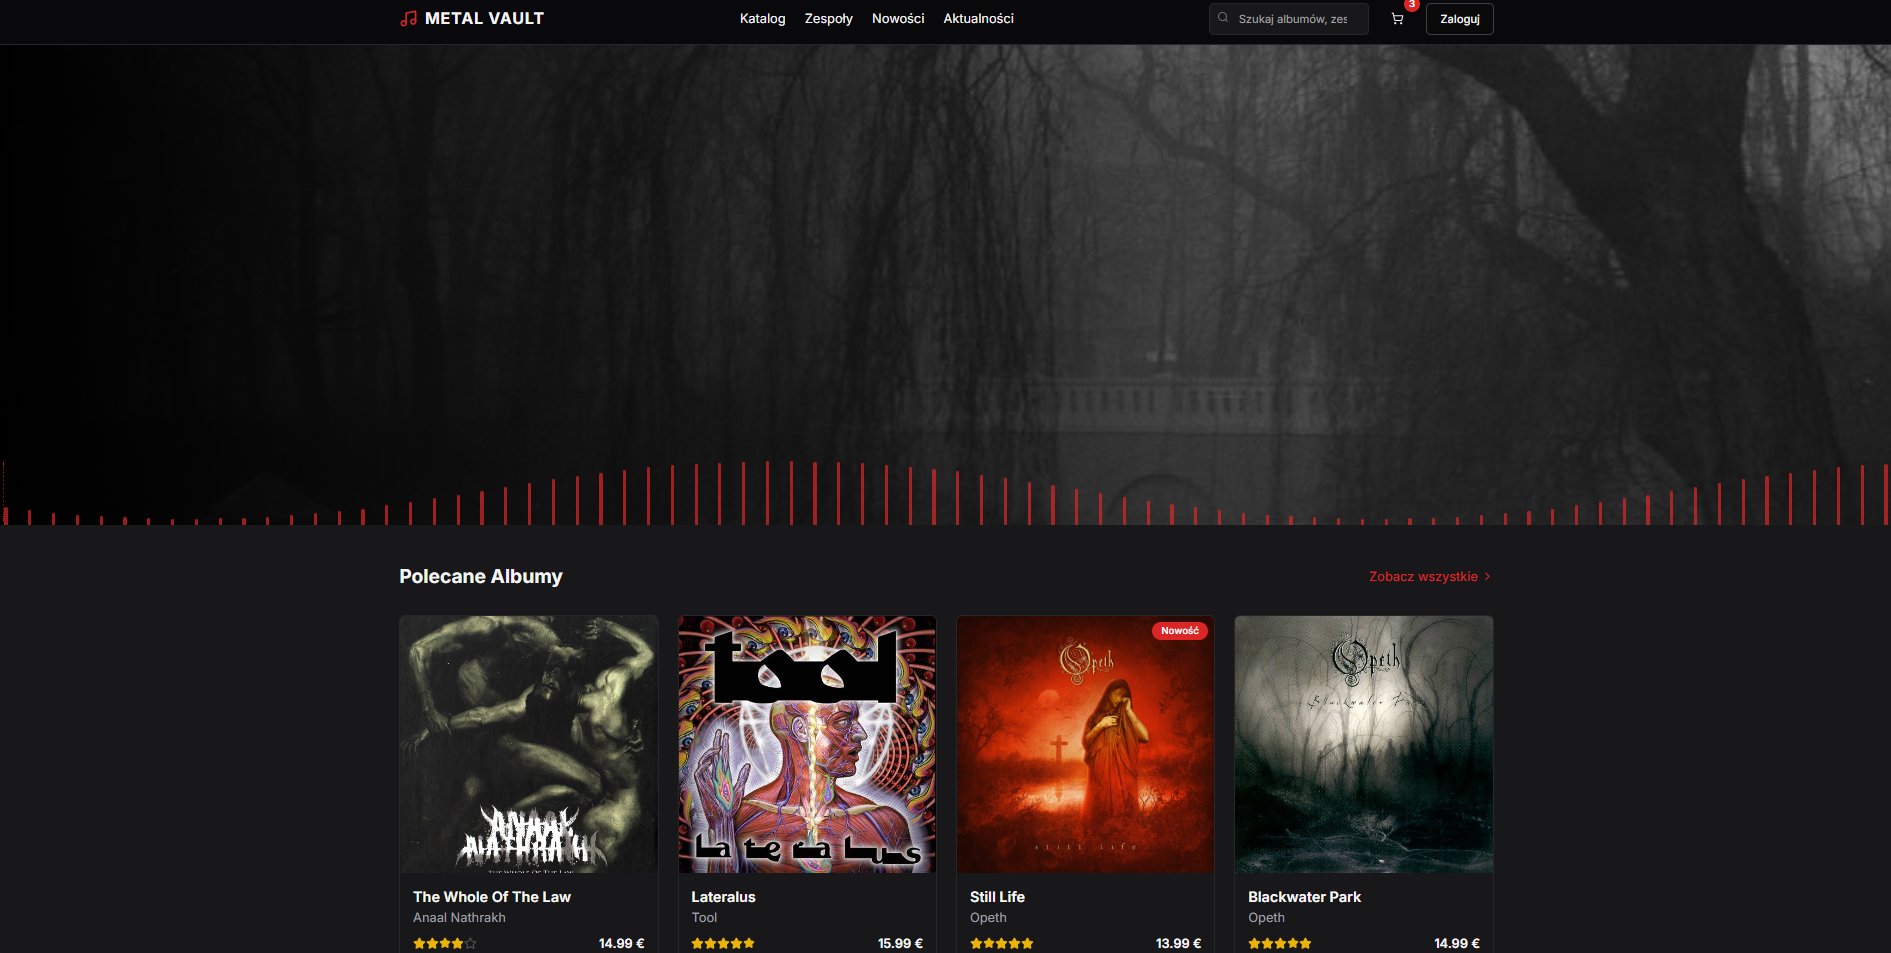 METAL VAULT
Katalog
Zespoły
Nowości
Aktualności
Szukaj albumów, zes
3
Zaloguj
Polecane Albumy
Zobacz wszystkie
ANAAL NATHRAKH
THE WHOLE OF THE LAW
tool
Lateralus
Nowość
Opeth
still life
Opeth
Blackwater Park
The Whole Of The Law
Anaal Nathrakh
14.99 €
Lateralus
Tool
15.99 €
Still Life
Opeth
13.99 €
Blackwater Park
Opeth
14.99 €